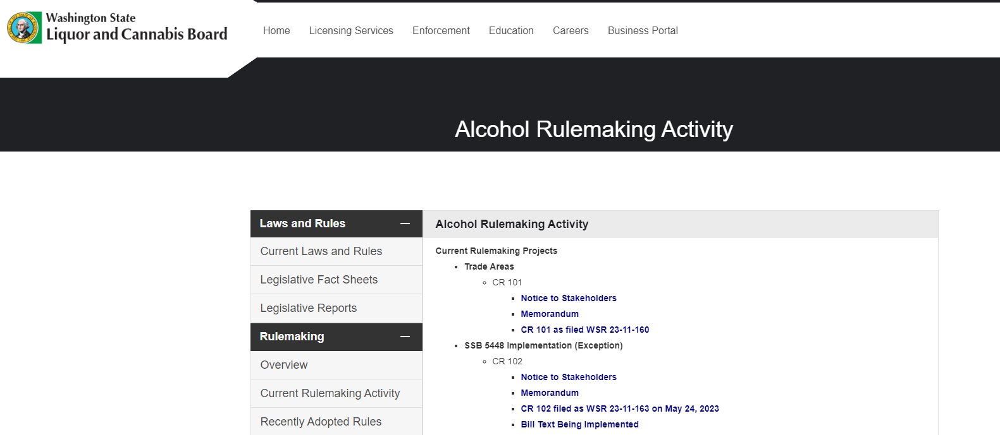 Washington State
Liquor and Cannabis Board
Home Licensing Services Enforcement Education Careers Business Portal
Alcohol Rulemaking Activity
Laws and Rules
Current Laws and Rules
Legislative Fact Sheets
Legislative Reports
Rulemaking
Overview
Current Rulemaking Activity
Recently Adopted Rules
Alcohol Rulemaking Activity
Current Rulemaking Projects
Trade Areas
CR 101
Notice to Stakeholders
Memorandum
CR 101 as filed WSR 23-11-160
SSB 5448 Implementation (Exception)
CR 102
Notice to Stakeholders
Memorandum
CR 102 filed as WSR 23-11-163 on May 24, 2023
Bill Text Being Implemented